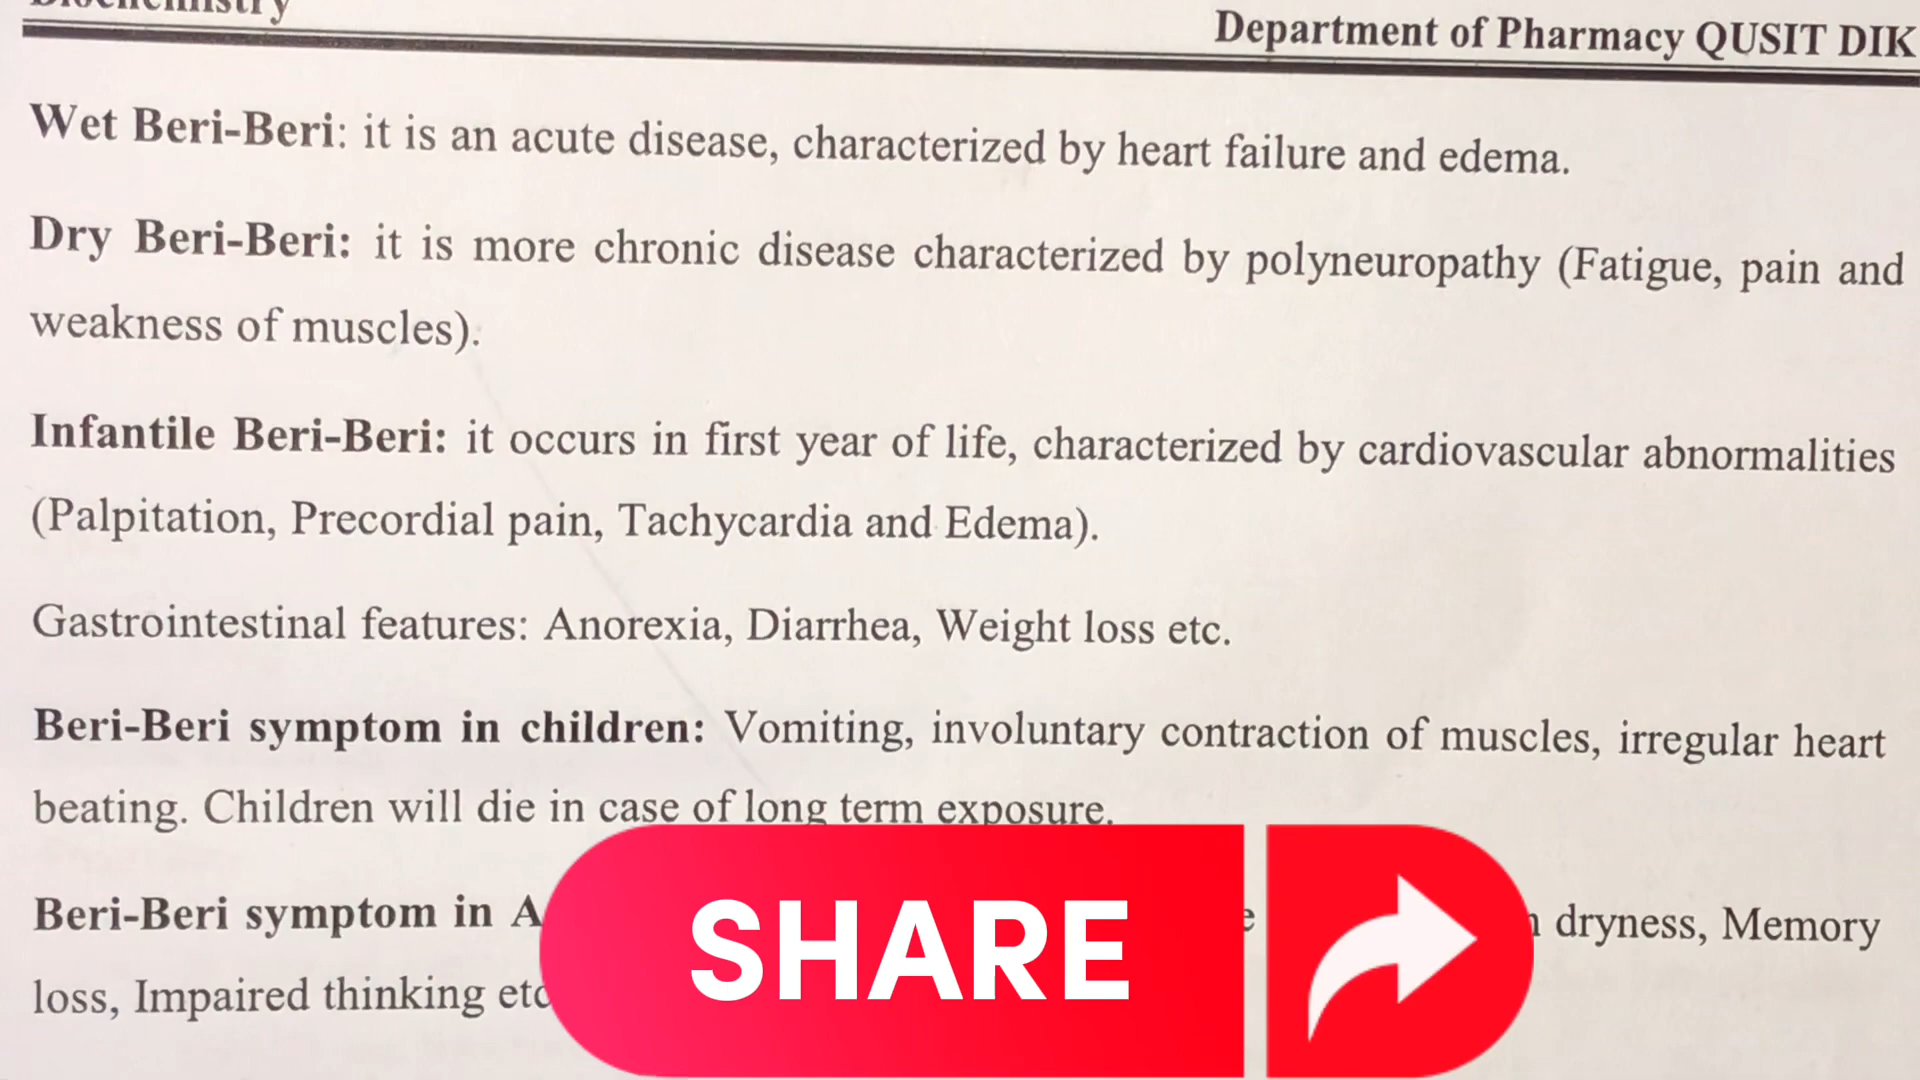 Biochemistry
Department of Pharmacy QUSIT DIK
Wet Beri-Beri: it is an acute disease, characterized by heart failure and edema.
Dry Beri-Beri: it is more chronic disease characterized by polyneuropathy (Fatigue, pain and
weakness of muscles).
Infantile Beri-Beri: it occurs in first year of life, characterized by cardiovascular abnormalities
(Palpitation, Precordial pain, Tachycardia and Edema).
Gastrointestinal features: Anorexia, Diarrhea, Weight loss etc.
Beri-Beri symptom in children: Vomiting, involuntary contraction of muscles, irregular heart
beating. Children will die in case of long term exposure.
Beri-Beri symptom in dryness, Memory
loss, Impaired thinking etc
SHARE